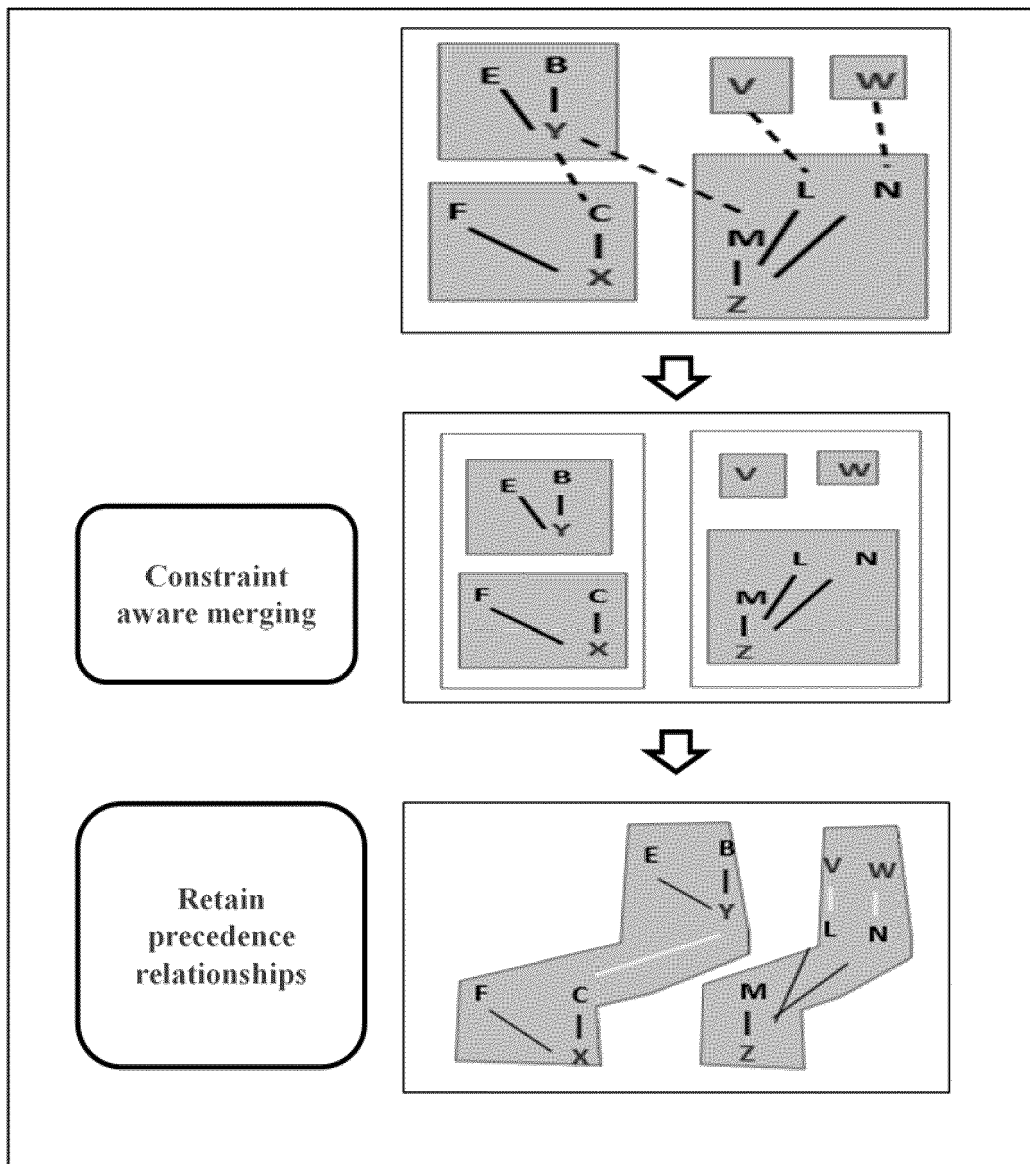 E B V W
Y
F C L N
M
X
Z
E B V W
Y
F C L N
M
X Z
Constraint
aware merging
E B V W
Y L N
F C M
X Z
Retain
precedence
relationships